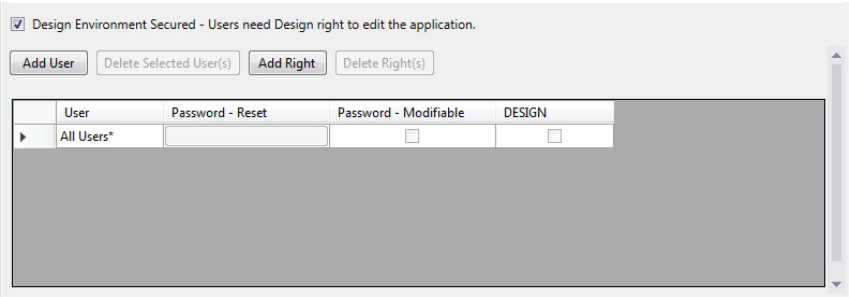 Design Environment Secured - Users need Design right to edit the application.
Add User Delete Selected User(s) Add Right Delete Right(s)
User Password - Reset Password - Modifiable DESIGN
All Users*